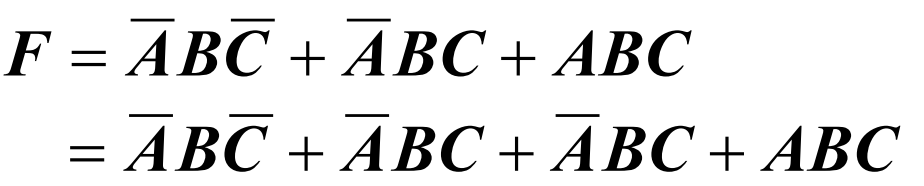 F = A̅BC̅ + A̅BC + ABC
= A̅BC̅ + A̅BC + A̅BC + ABC